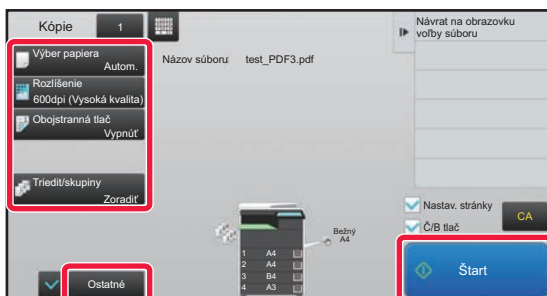 Kópie
1
Návrat na obrazovku
voľby súboru
Výber papiera
Autom.
Názov súboru:
test_PDF3.pdf
Rozlíšenie
600dpi (Vysoká kvalita)
Obojstranná tlač
Vypnúť
Triediť/skupiny
Zoradiť
Bežný
A4
1 A4
2 A4
3 B4
4 A3
Nastav. stránky
Č/B tlač
CA
Ostatné
Štart